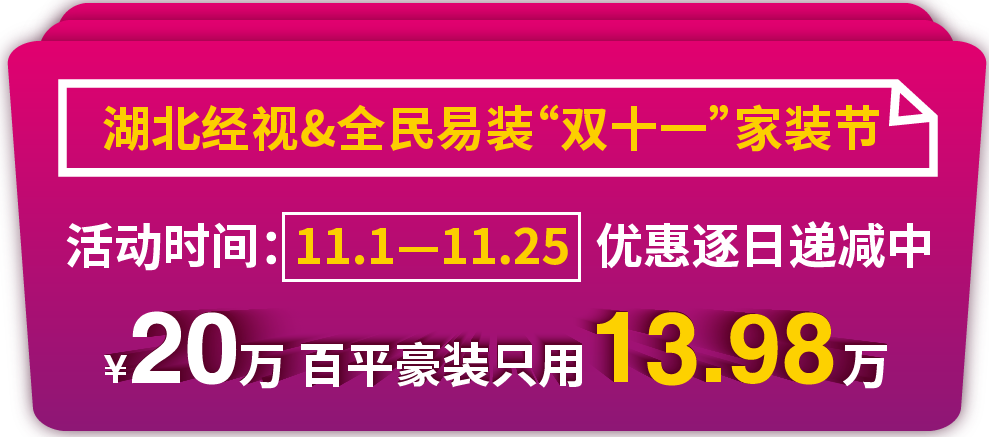 湖北经视&全民易装“双十一”家装节
活动时间：11.1—11.25 优惠逐日递减中
¥20万 百平豪装只用13.98万